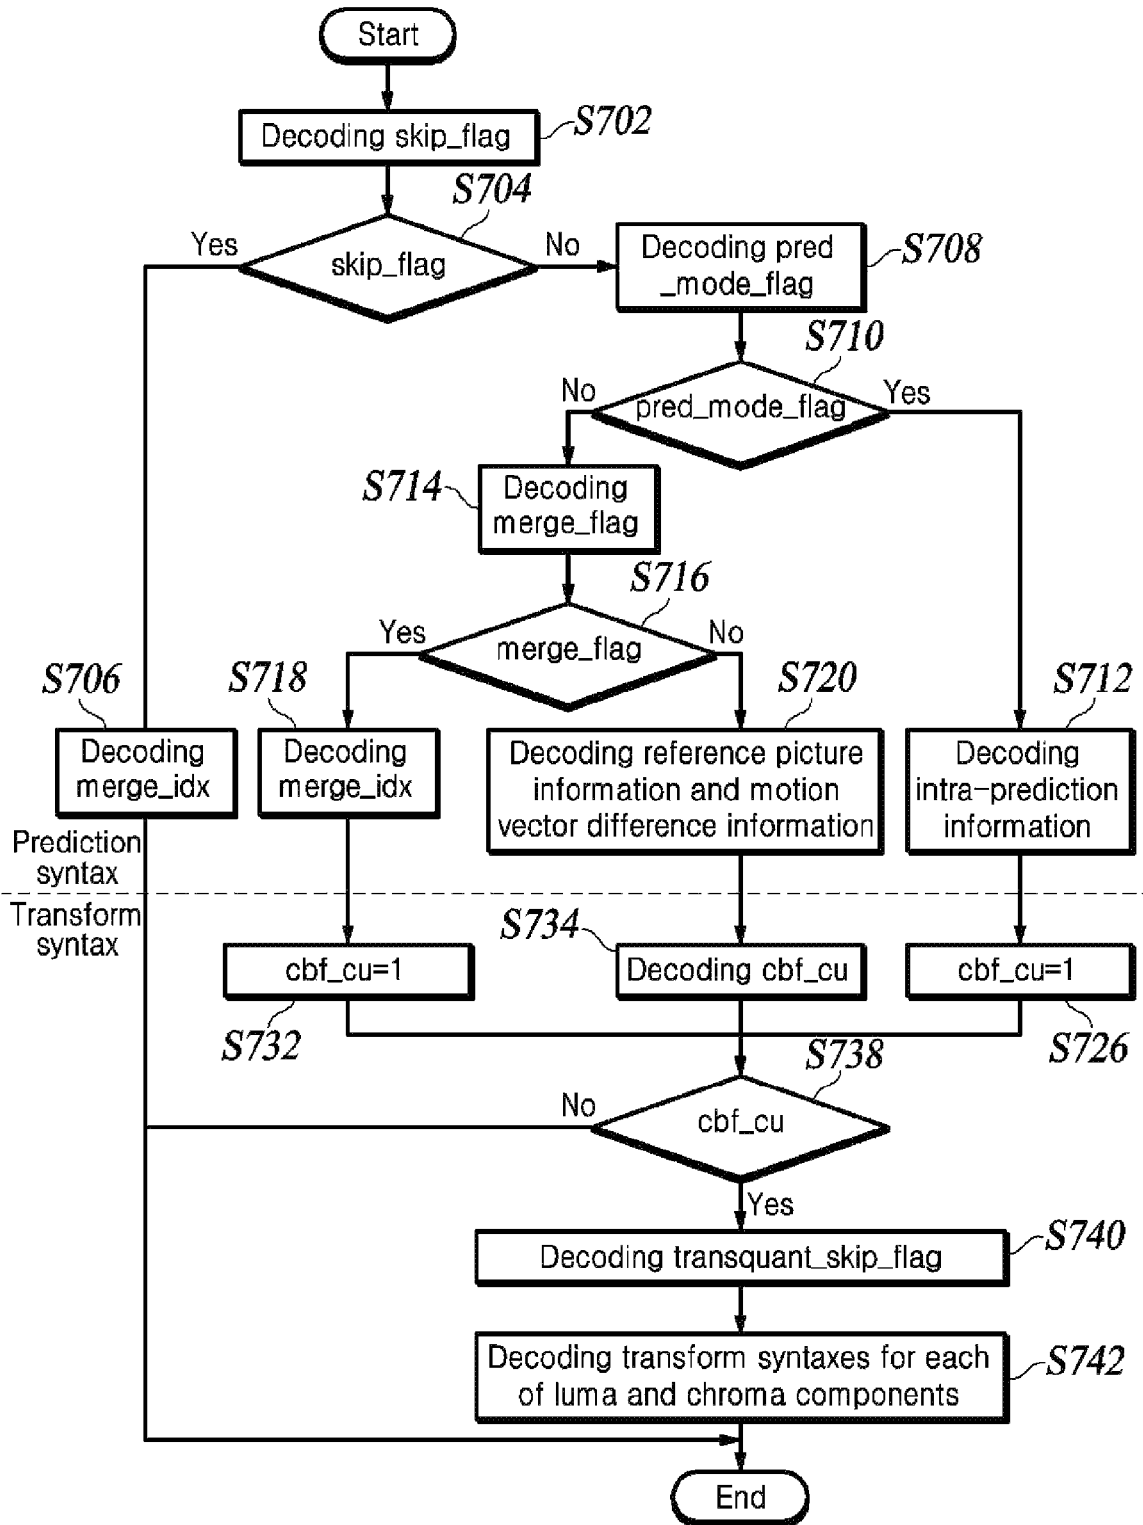 Start
Decoding skip_flag
S702
S704
Yes
skip_flag
No
Decoding pred
_mode_flag
S708
S710
No
pred_mode_flag
Yes
S714
Decoding
merge_flag
S716
Yes
merge_flag
No
S706
S718
S720
S712
Decoding
merge_idx
Decoding
merge_idx
Decoding reference picture
information and motion
vector difference information
Decoding
intra-prediction
information
Prediction
syntax
Transform
syntax
S734
cbf_cu=1
Decoding cbf_cu
cbf_cu=1
S732
S738
S726
No
cbf_cu
Yes
Decoding transquant_skip_flag
S740
Decoding transform syntaxes for each
of luma and chroma components
S742
End